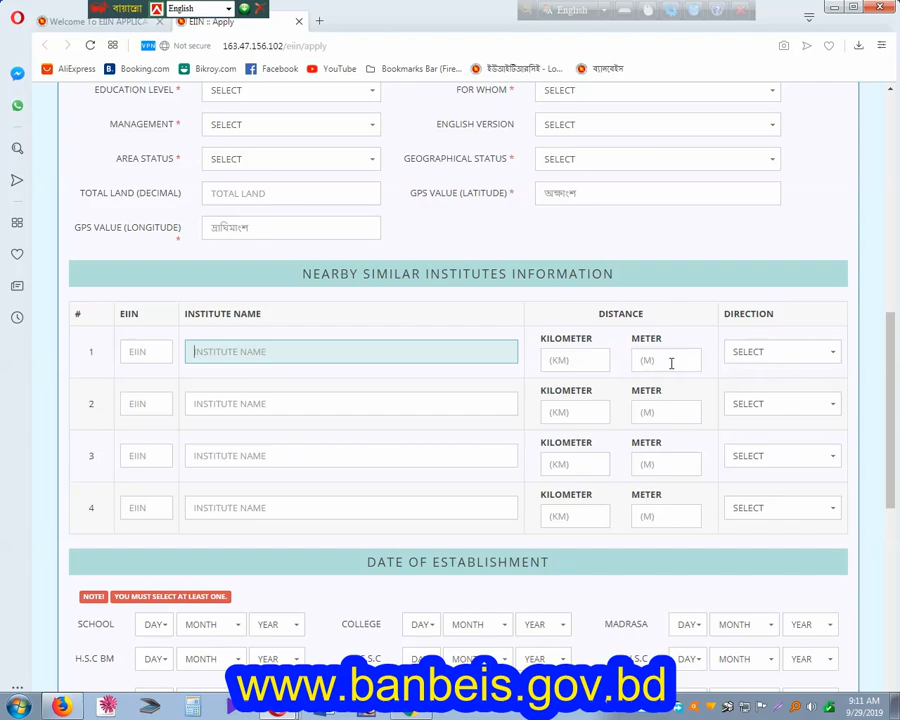 বায়ান্নো English
English
Welcome To EIIN APPLICA
EIIN :: Apply
VPN Not secure 163.47.156.102/eiin/apply
AliExpress Booking.com Bikroy.com Facebook YouTube Bookmarks Bar (Fire... ইউআইটিআরসিই - Lo... ব্যানবেইস
EDUCATION LEVEL * SELECT FOR WHOM * SELECT
MANAGEMENT * SELECT ENGLISH VERSION SELECT
AREA STATUS * SELECT GEOGRAPHICAL STATUS * SELECT
TOTAL LAND (DECIMAL) TOTAL LAND GPS VALUE (LATITUDE) * অক্ষাংশ
GPS VALUE (LONGITUDE) * দ্রাঘিমাংশ
NEARBY SIMILAR INSTITUTES INFORMATION
# EIIN INSTITUTE NAME DISTANCE DIRECTION
KILOMETER METER
1 EIIN INSTITUTE NAME (KM) (M) SELECT
KILOMETER METER
2 EIIN INSTITUTE NAME (KM) (M) SELECT
KILOMETER METER
3 EIIN INSTITUTE NAME (KM) (M) SELECT
KILOMETER METER
4 EIIN INSTITUTE NAME (KM) (M) SELECT
DATE OF ESTABLISHMENT
NOTE! YOU MUST SELECT AT LEAST ONE.
SCHOOL DAY MONTH YEAR COLLEGE DAY MONTH YEAR MADRASA DAY MONTH YEAR
H.S.C BM DAY MONTH YEAR S.C DAY MONTH YEAR DAY MONTH YEAR
www.banbeis.gov.bd
9:11 AM
9/29/2019